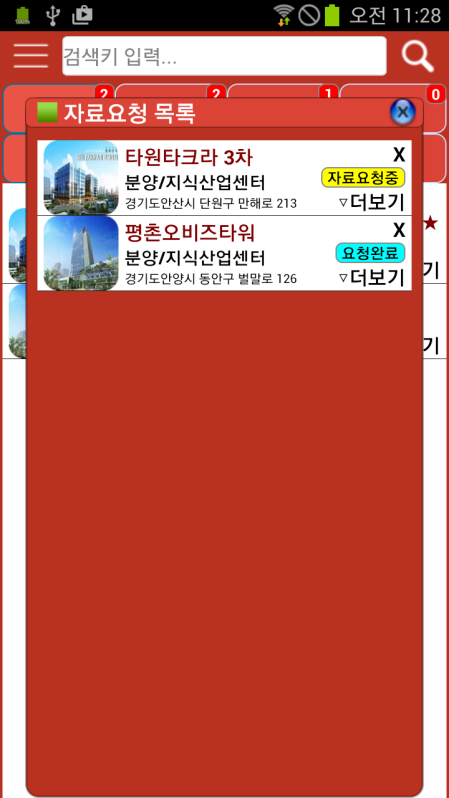 100%
오전 11:28
검색키 입력...
2
2
1
0
자료요청 목록
타원타크라 3차
X
분양/지식산업센터
자료요청중
경기도안산시 단원구 만해로 213
▽더보기
평촌오비즈타워
X
분양/지식산업센터
요청완료
경기도안양시 동안구 벌말로 126
▽더보기
★
기
기